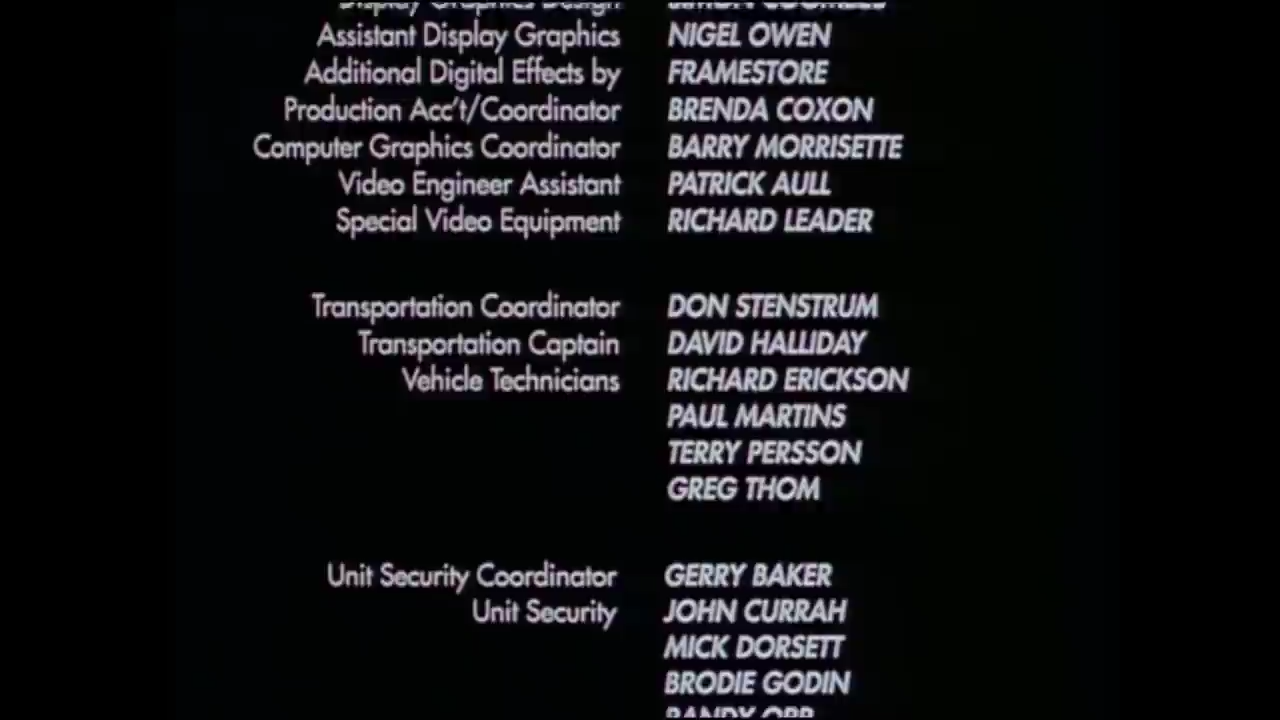 Display Graphics Design
Assistant Display Graphics NIGEL OWEN
Additional Digital Effects by FRAMESTORE
Production Acc't/Coordinator BRENDA COXON
Computer Graphics Coordinator BARRY MORRISETTE
Video Engineer Assistant PATRICK AULL
Special Video Equipment RICHARD LEADER
Transportation Coordinator DON STENSTRUM
Transportation Captain DAVID HALLIDAY
Vehicle Technicians RICHARD ERICKSON
PAUL MARTINS
TERRY PERSSON
GREG THOM
Unit Security Coordinator GERRY BAKER
Unit Security JOHN CURRAH
MICK DORSETT
BRODIE GODIN